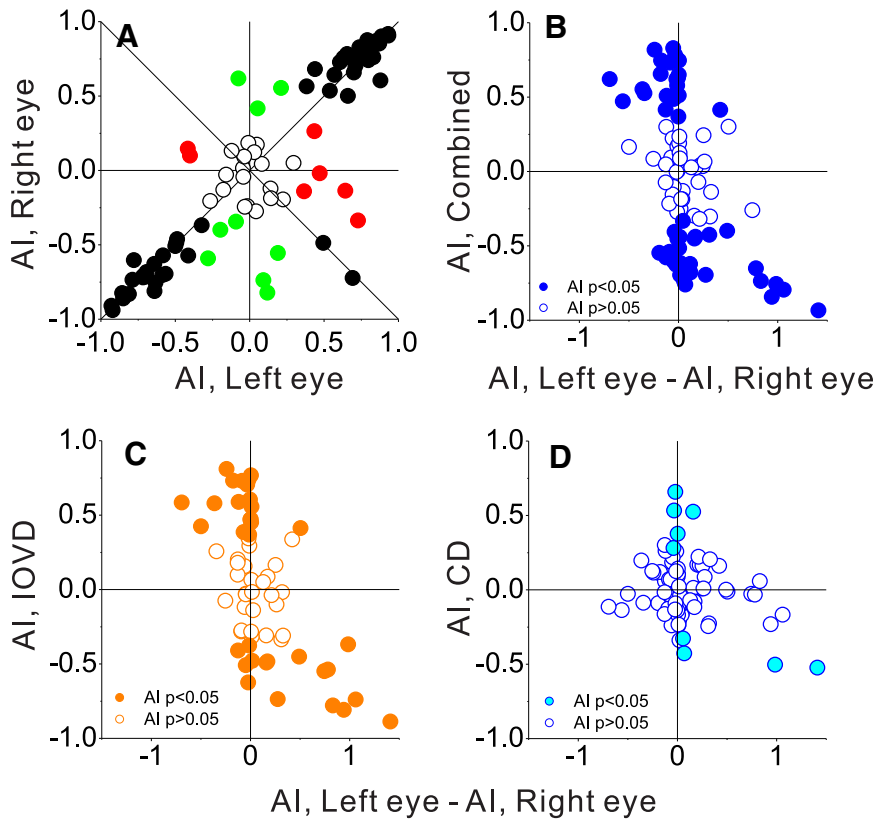 A
1.0
0.5
0.0
-0.5
-1.0
AI, Right eye
-1.0 -0.5 0.0 0.5 1.0
AI, Left eye
B
1.0
0.5
0.0
-0.5
-1.0
AI, Combined
AI p<0.05
AI p>0.05
-1 0 1
AI, Left eye - AI, Right eye
C
1.0
0.5
0.0
-0.5
-1.0
AI, IOVD
AI p<0.05
AI p>0.05
-1 0 1
D
1.0
0.5
0.0
-0.5
-1.0
AI, CD
AI p<0.05
AI p>0.05
-1 0 1
AI, Left eye - AI, Right eye